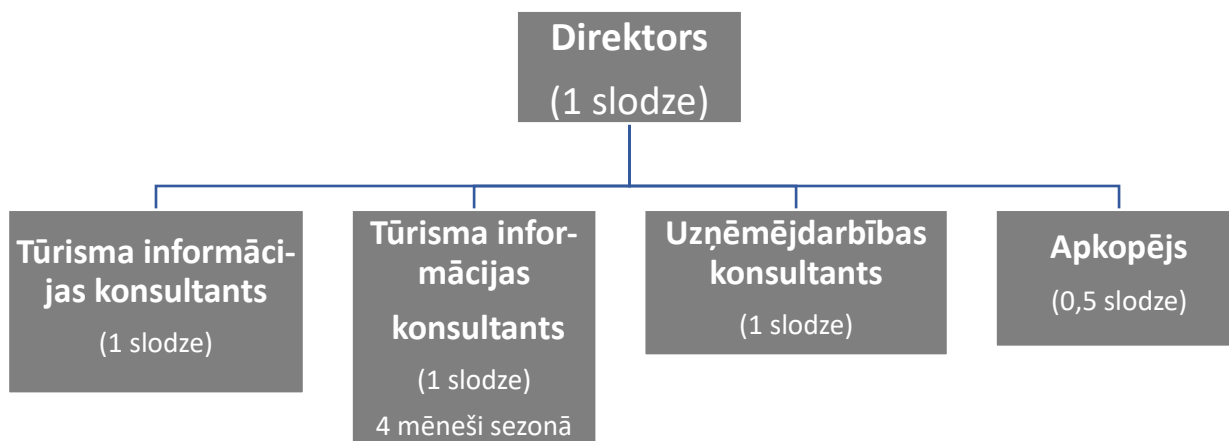 Direktors
(1 slodze)
Tūrisma informāci-
jas konsultants
(1 slodze)
Tūrisma infor-
mācijas
konsultants
(1 slodze)
4 mēneši sezonā
Uzņēmējdarbības
konsultants
(1 slodze)
Apkopējs
(0,5 slodze)